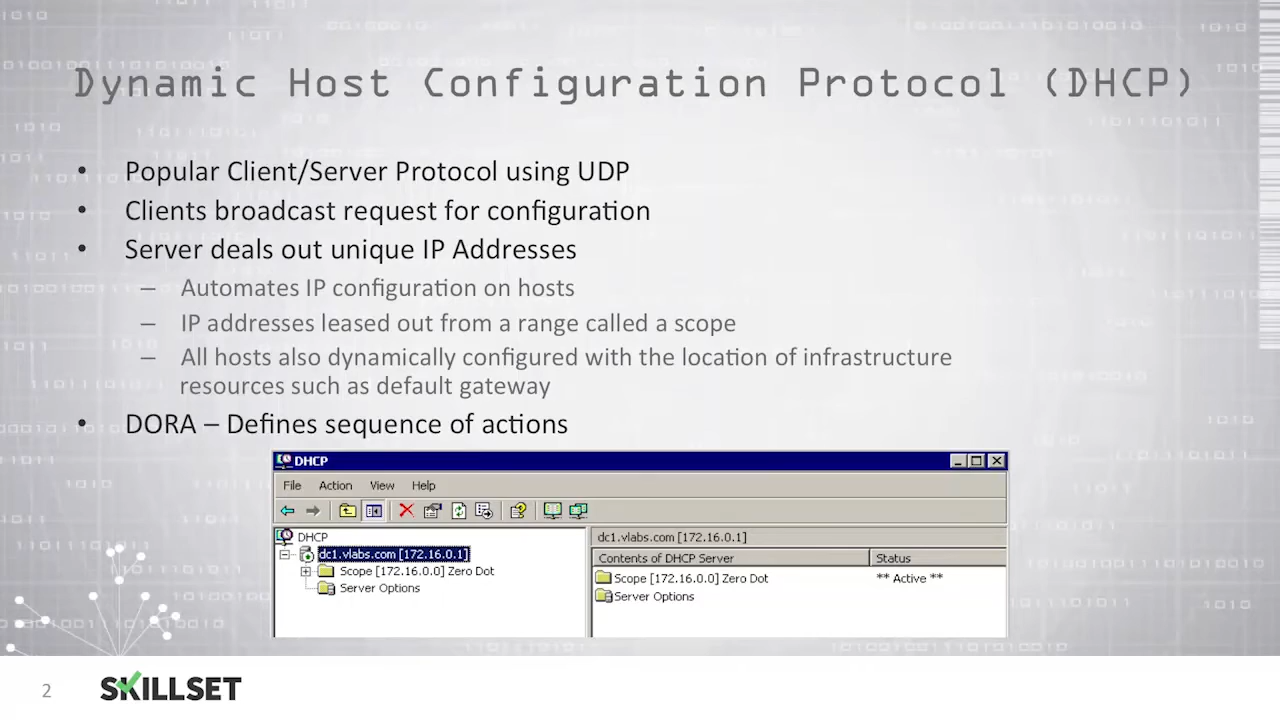 Dynamic Host Configuration Protocol (DHCP)
• Popular Client/Server Protocol using UDP
• Clients broadcast request for configuration
• Server deals out unique IP Addresses
– Automates IP configuration on hosts
– IP addresses leased out from a range called a scope
– All hosts also dynamically configured with the location of infrastructure
resources such as default gateway
• DORA – Defines sequence of actions
DHCP
File Action View Help
DHCP
dc1.vlabs.com [172.16.0.1]
Scope [172.16.0.0] Zero Dot
Server Options
dc1.vlabs.com [172.16.0.1]
Contents of DHCP Server Status
Scope [172.16.0.0] Zero Dot ** Active **
Server Options
2 SKILLSET